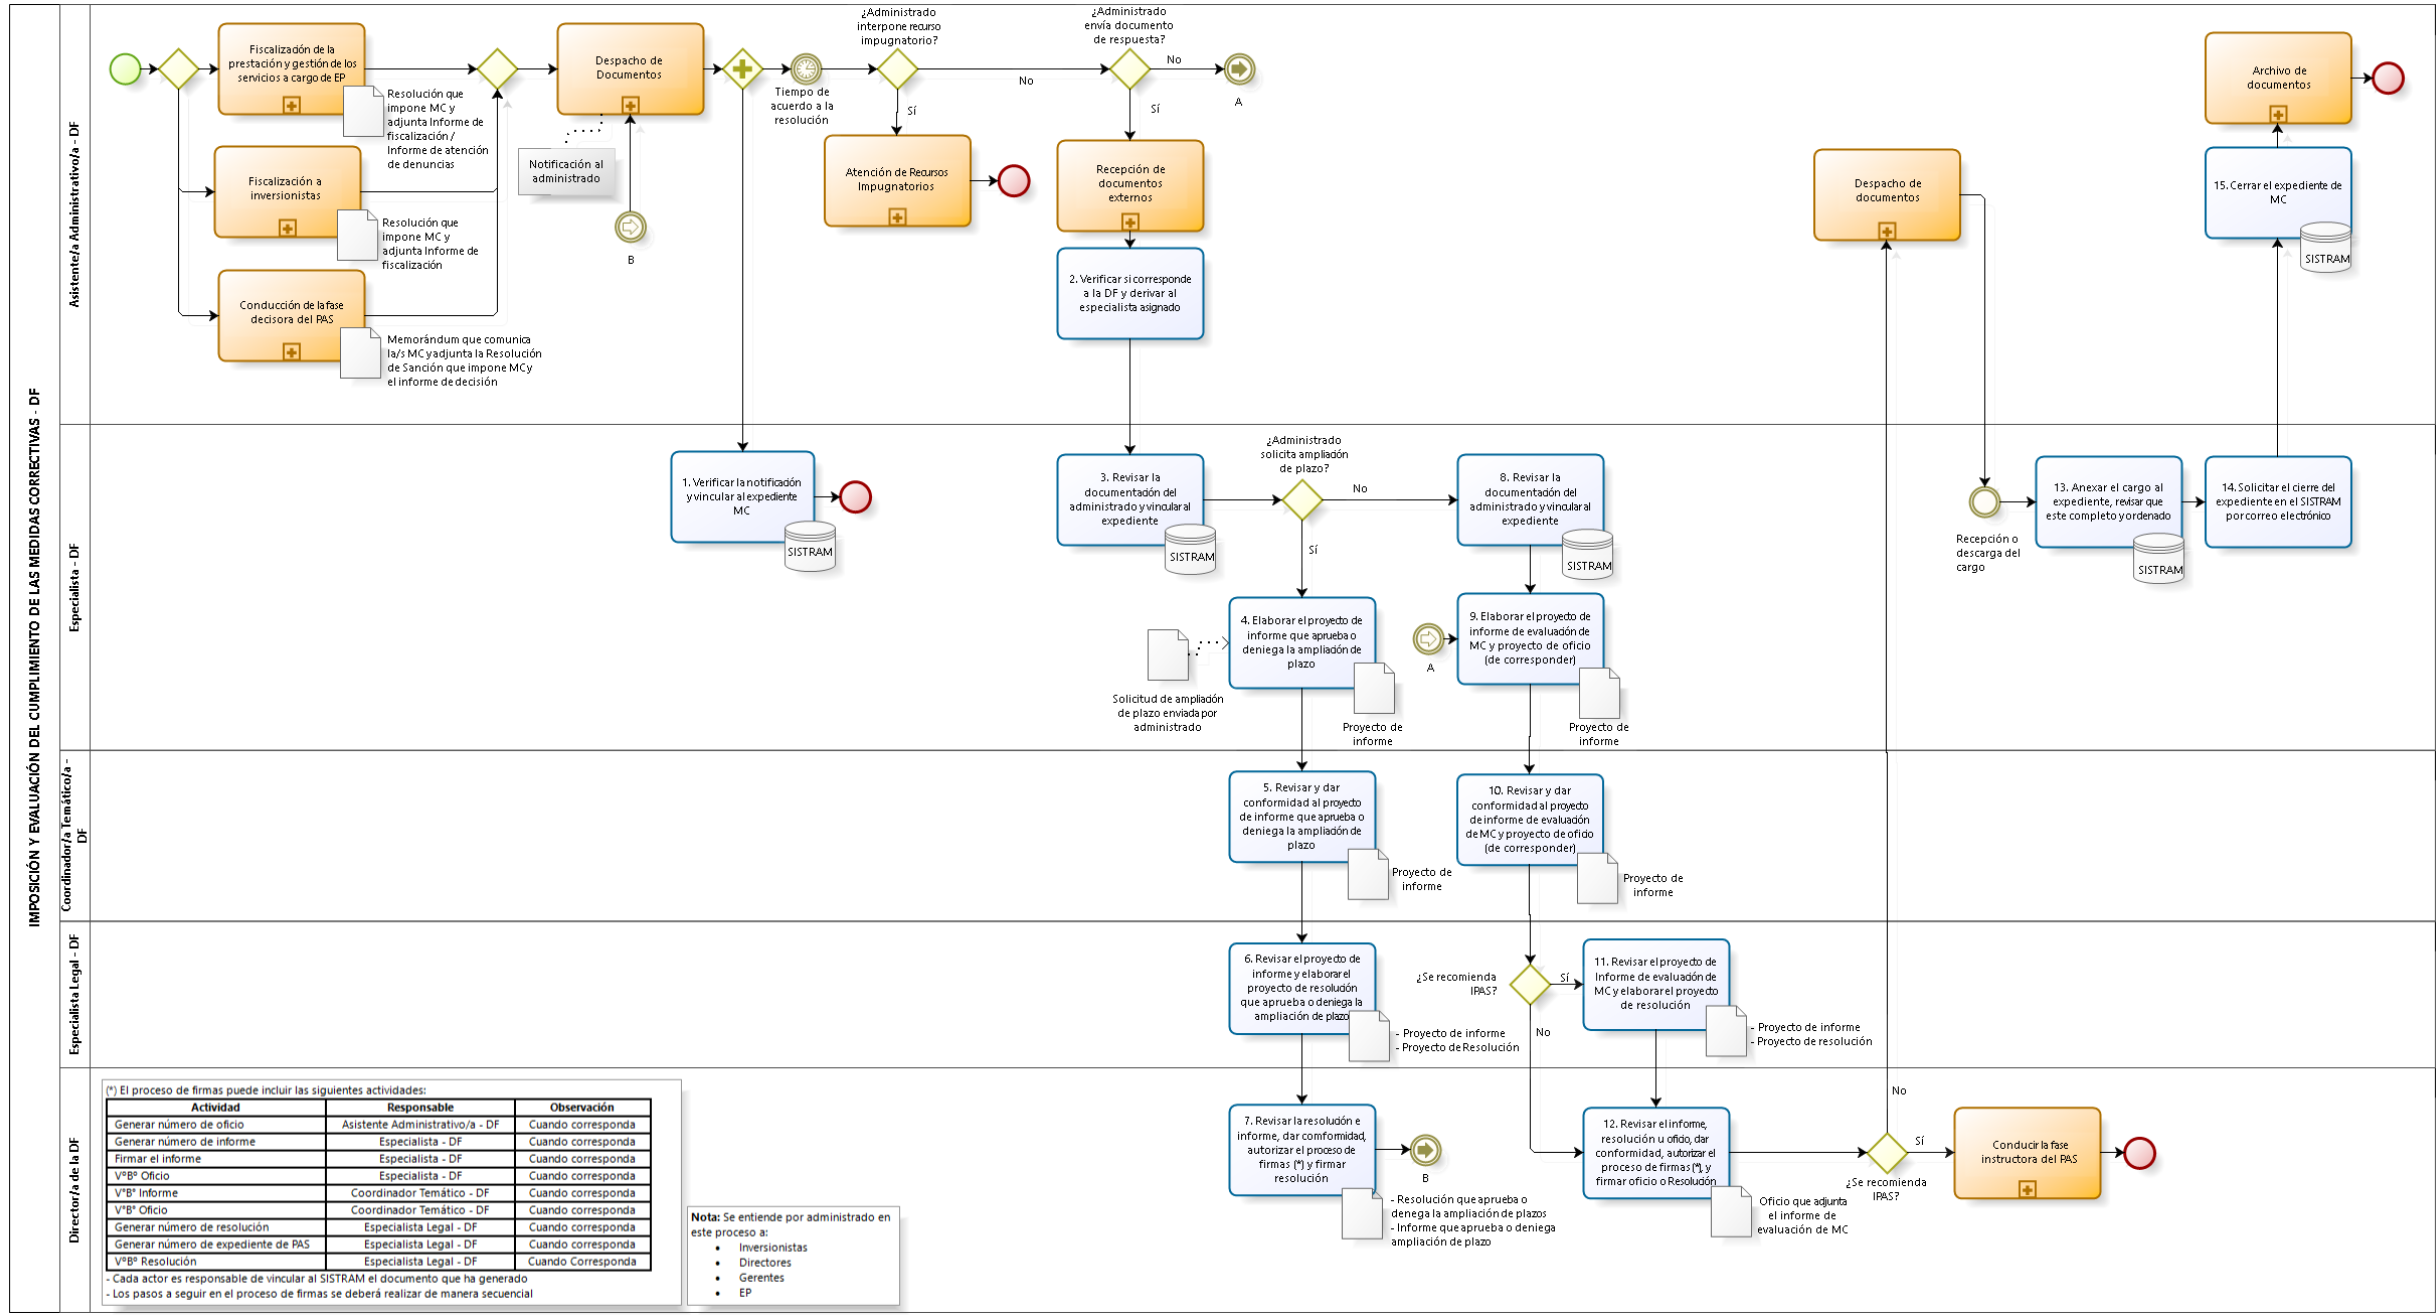 IMPOSICIÓN Y EVALUACIÓN DEL CUMPLIMIENTO DE LAS MEDIDAS CORRECTIVAS - DF
Asistente/a Administrativo/a - DF
Fiscalización de la
prestación y gestión de los
servicios a cargo de EP
Resolución que
impone MC y
adjunta Informe de
fiscalización /
Informe de atención
de denuncias
Fiscalización a
inversionistas
Resolución que
impone MC y
adjunta Informe de
fiscalización
Conducción de la fase
decisora del PAS
Memorándum que comunica
la/s MC y adjunta la Resolución
de Sanción que impone MC y
el informe de decisión
Despacho de
Documentos
Notificación al
administrado
B
Tiempo de
acuerdo a la
resolución
¿Administrado
interpone recurso
impugnatorio?
No
Sí
Atención de Recursos
Impugnatorios
¿Administrado
envía documento
de respuesta?
No
A
Sí
Recepción de
documentos
externos
2. Verificar si corresponde
a la DF y derivar al
especialista asignado
Despacho de
documentos
Archivo de
documentos
15. Cerrar el expediente de
MC
SISTRAM
Especialista - DF
1. Verificar la notificación
y vincular al expediente
MC
SISTRAM
3. Revisar la
documentación del
administrado y vincular al
expediente
SISTRAM
¿Administrado
solicita ampliación
de plazo?
No
Sí
8. Revisar la
documentación del
administrado y vincular al
expediente
SISTRAM
4. Elaborar el proyecto de
informe que aprueba o
deniega la ampliación de
plazo
Solicitud de ampliación
de plazo enviada por
administrado
Proyecto de
informe
A
9. Elaborar el proyecto de
informe de evaluación de
MC y proyecto de oficio
(de corresponder)
Proyecto de
informe
Recepción o
descarga del
cargo
13. Anexar el cargo al
expediente, revisar que
este completo y ordenado
SISTRAM
14. Solicitar el cierre del
expediente en el SISTRAM
por correo electrónico
Coordinador/a Temático/a -
DF
5. Revisar y dar
conformidad al proyecto
de informe que aprueba o
deniega la ampliación de
plazo
Proyecto de
informe
10. Revisar y dar
conformidad al proyecto
de informe de evaluación
de MC y proyecto de oficio
(de corresponder)
Proyecto de
informe
Especialista Legal - DF
6. Revisar el proyecto de
informe y elaborar el
proyecto de resolución
que aprueba o deniega la
ampliación de plazo
- Proyecto de informe
- Proyecto de Resolución
¿Se recomienda
IPAS?
Sí
No
11. Revisar el proyecto de
Informe de evaluación de
MC y elaborar el proyecto
de resolución
- Proyecto de informe
- Proyecto de resolución
Director/a de la DF
(*) El proceso de firmas puede incluir las siguientes actividades:
Actividad Responsable Observación
Generar número de oficio Asistente Administrativo/a - DF Cuando corresponda
Generar número de informe Especialista - DF Cuando corresponda
Firmar el informe Especialista - DF Cuando corresponda
V°B° Oficio Especialista - DF Cuando corresponda
V°B° Informe Coordinador Temático - DF Cuando corresponda
V°B° Oficio Coordinador Temático - DF Cuando corresponda
Generar número de resolución Especialista Legal - DF Cuando corresponda
Generar número de expediente de PAS Especialista Legal - DF Cuando corresponda
V°B° Resolución Especialista Legal - DF Cuando Corresponda
- Cada actor es responsable de vincular al SISTRAM el documento que ha generado
- Los pasos a seguir en el proceso de firmas se deberá realizar de manera secuencial
Nota: Se entiende por administrado en
este proceso a:
• Inversionistas
• Directores
• Gerentes
• EP
7. Revisar la resolución e
informe, dar comformidad,
autorizar el proceso de
firmas (*) y firmar
resolución
B
- Resolución que aprueba o
denega la ampliación de plazos
- Informe que aprueba o deniega
ampliación de plazo
12. Revisar el informe,
resolución u oficio, dar
conformidad, autorizar el
proceso de firmas (*), y
firmar oficio o Resolución
Oficio que adjunta
el informe de
evaluación de MC
No
Sí
¿Se recomienda
IPAS?
Conducir la fase
instructora del PAS